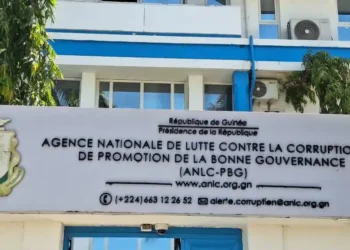 République de Guinée
Présidence de la République
AGENCE NATIONALE DE LUTTE CONTRE LA CORRUPTIO
DE PROMOTION DE LA BONNE GOUVERNANCE
(ANLC-PBG)
www.anlc.org.gn
(+224) 663 12 26 52 alerte.corruption@anlc.org.gn